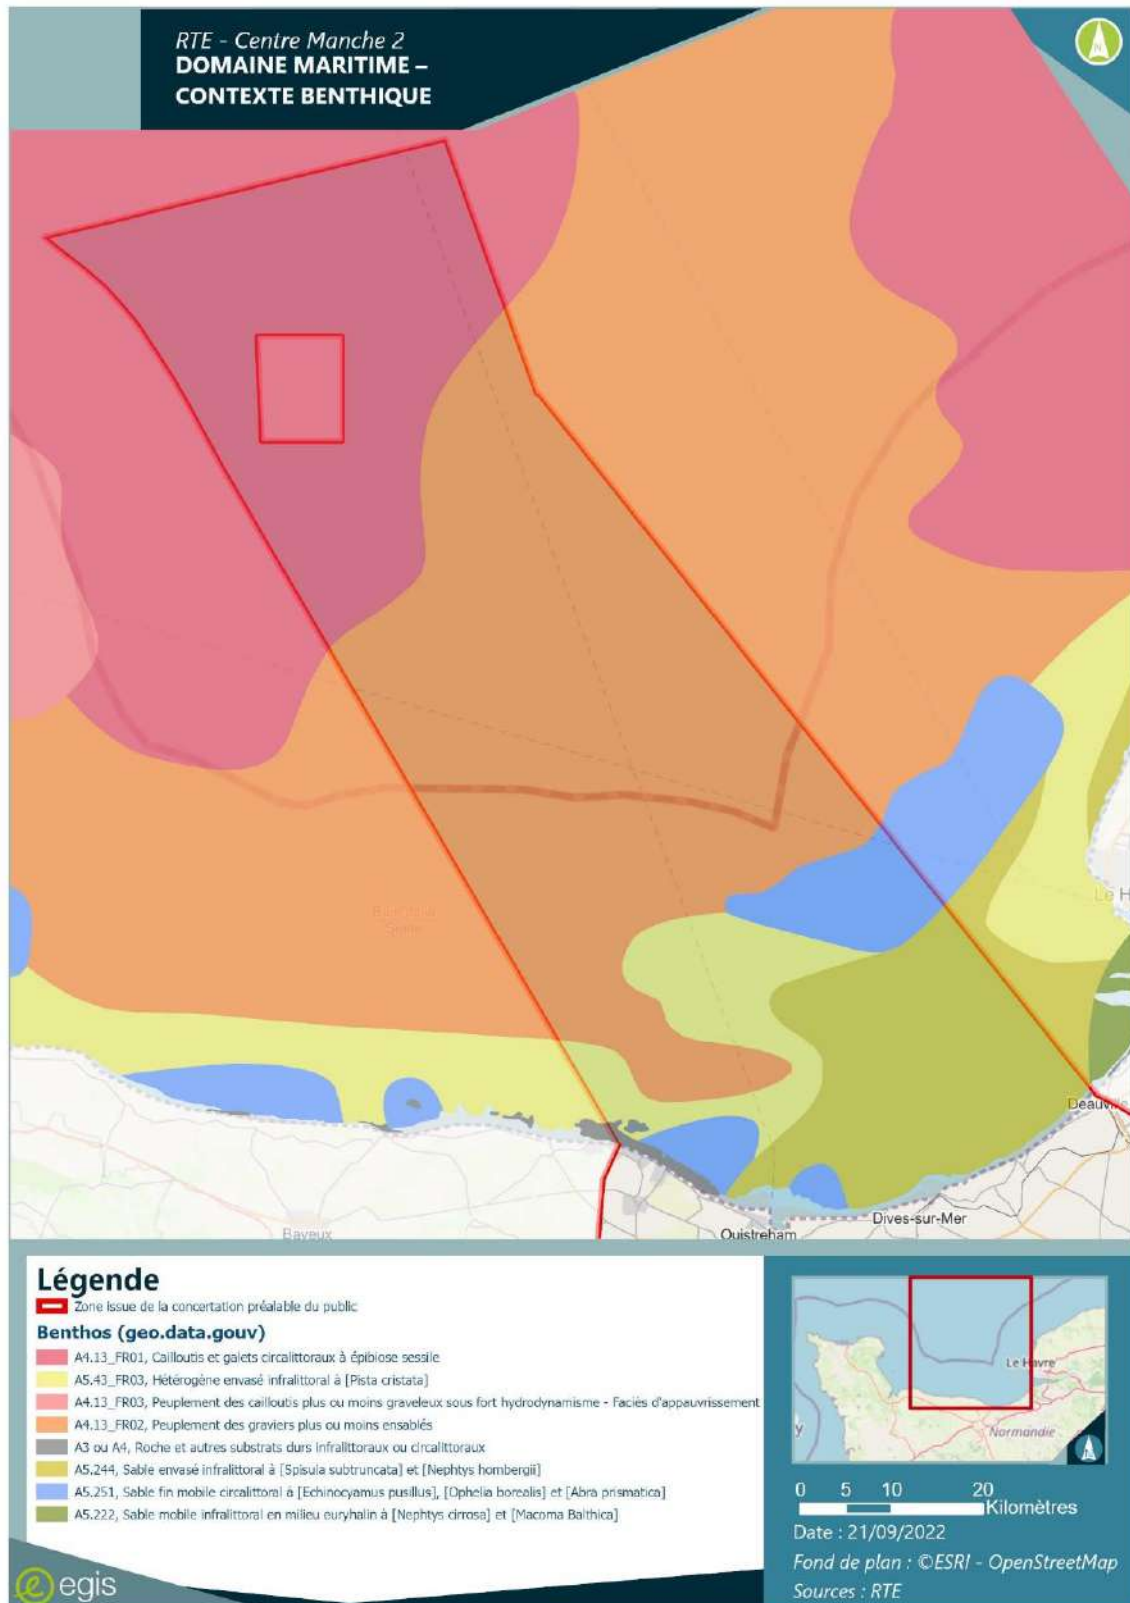 RTE - Centre Manche 2
DOMAINE MARITIME –
CONTEXTE BENTHIQUE
N
Le H
Deauville
Bayeux
Ouistreham
Dives-sur-Mer
Légende
Zone issue de la concertation préalable du public
Benthos (geo.data.gouv)
A4.13_FR01, Cailloutis et galets circalittoraux à épibiose sessile
A5.43_FR03, Hétérogène envasé infralittoral à [Pista cristata]
A4.13_FR03, Peuplement des cailloutis plus ou moins graveleux sous fort hydrodynamisme - Faciès d'appauvrissement
A4.13_FR02, Peuplement des graviers plus ou moins ensablés
A3 ou A4, Roche et autres substrats durs infralittoraux ou circalittoraux
A5.244, Sable envasé infralittoral à [Spisula subtruncata] et [Nephtys hombergii]
A5.251, Sable fin mobile circalittoral à [Echinocyamus pusillus], [Ophelia borealis] et [Abra prismatica]
A5.222, Sable mobile infralittoral en milieu euryhalin à [Nephtys cirrosa] et [Macoma Balthica]
Le Havre
y
Normandie
0 5 10 20
Kilomètres
Date : 21/09/2022
Fond de plan : ©ESRI - OpenStreetMap
Sources : RTE
egis